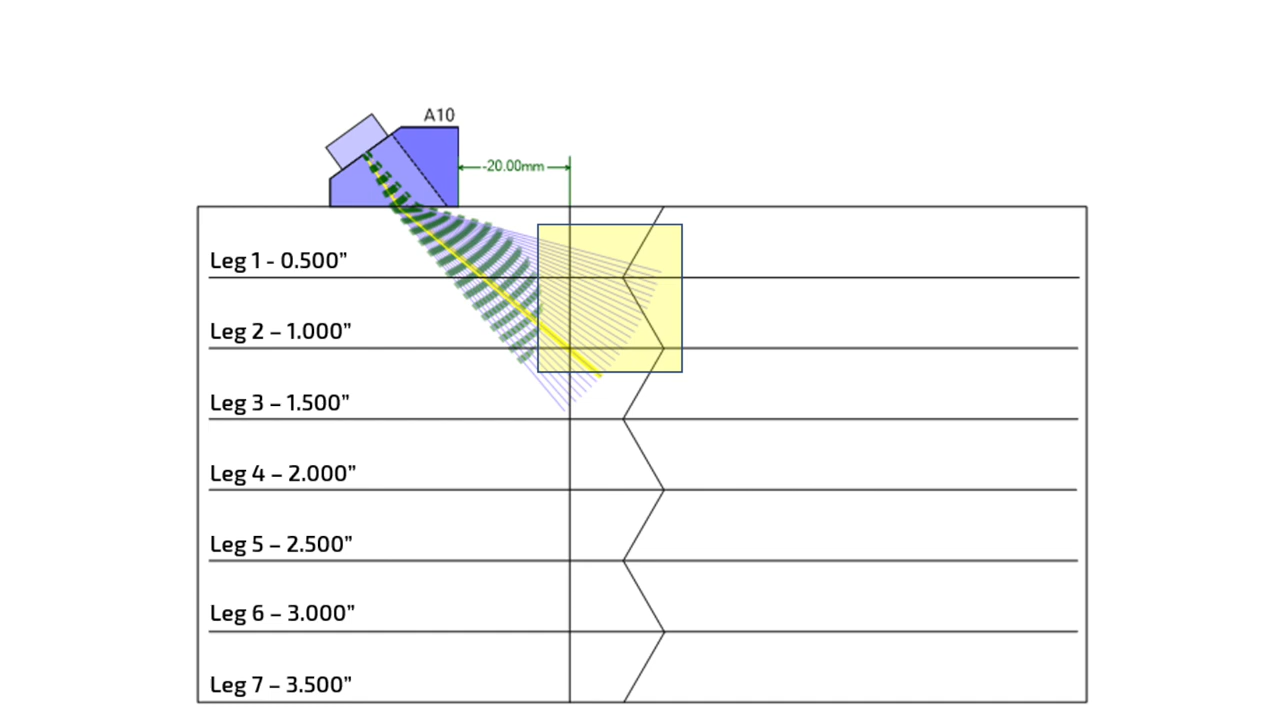 A10
-20.00mm
Leg 1 - 0.500”
Leg 2 – 1.000”
Leg 3 – 1.500”
Leg 4 – 2.000”
Leg 5 – 2.500”
Leg 6 – 3.000”
Leg 7 – 3.500”